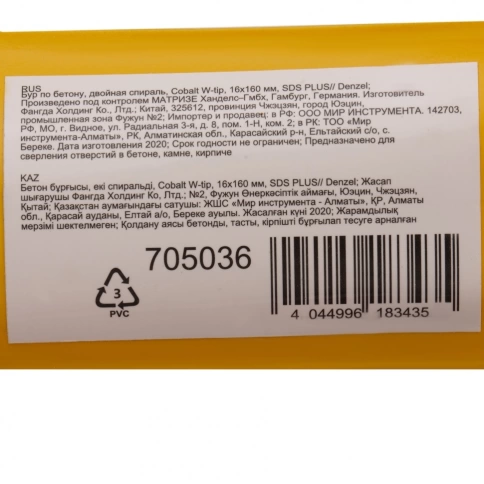 RUS
Бур по бетону, двойная спираль, Cobalt W-tip, 16х160 мм, SDS PLUS// Denzel;
Произведено под контролем МАТРИЗЕ Ханделс–Гмбх, Гамбург, Германия. Изготовитель
Фангда Холдинг Ко., Лтд.; Китай, 325612, провинция Чжэзян, город Юэцин,
промышленная зона Фужун №2; Импортер и продавец: в РФ: ООО МИР ИНСТРУМЕНТА. 142703,
РФ, МО, г. Видное, ул. Радиальная 3-я, д. 8, пом. 1-Н, ком. 2; в РК: ТОО «Мир
инструмента-Алматы», РК, Алматинская обл., Карасайский р-н, Ельтайский с/о, с.
Береке. Дата изготовления 2020; Срок годности не ограничен; Предназначено для
сверления отверстий в бетоне, камне, кирпиче
KAZ
Бетон бұрғысы, екі спиральді, Cobalt W-tip, 16х160 мм, SDS PLUS// Denzel; Жасап
шығарушы Фангда Холдинг Ко., Лтд.; №2, Фужун Өнеркәсіптік аймағы, Юэцин, Чжэцзян,
Қытай; Қазақстан аумағындағы сатушы: ЖШС «Мир инструмента - Алматы», ҚР, Алматы
обл., Қарасай ауданы, Елтай а/о, Береке ауылы. Жасалған күні 2020; Жарамдылық
мерзімі шектелмеген; Қолдану аясы бетонды, тасты, кірпішті бұрғылап тесуге арналған
705036
3
PVC
4 044996 183435